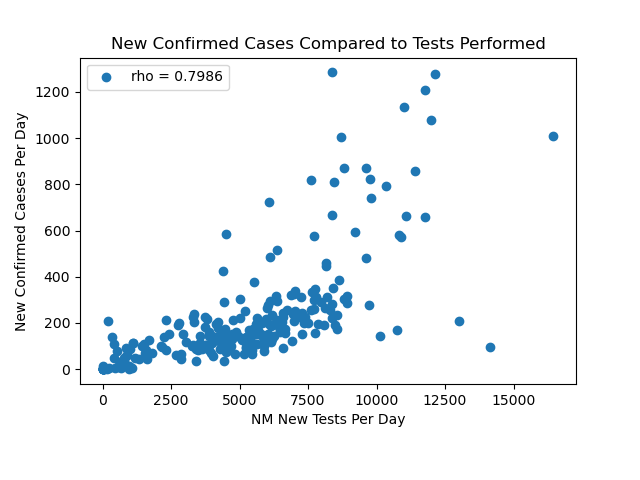 New Confirmed Cases Compared to Tests Performed
rho = 0.7986
New Confirmed Caeses Per Day
1200
1000
800
600
400
200
0
0 2500 5000 7500 10000 12500 15000
NM New Tests Per Day